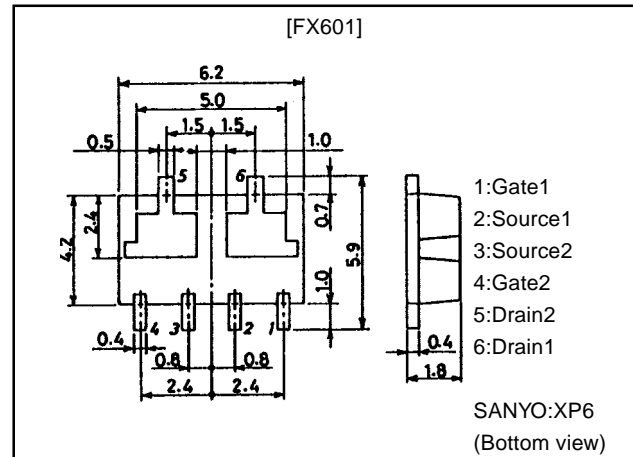 [FX601]
6.2
5.0
1.5 1.5
0.5 1.0
5 6
2.4
4.2
0.7
5.9
1.0
4 3 2 1
0.4
0.8 0.8
2.4 2.4
0.4
1.8
1:Gate1
2:Source1
3:Source2
4:Gate2
5:Drain2
6:Drain1
SANYO:XP6
(Bottom view)